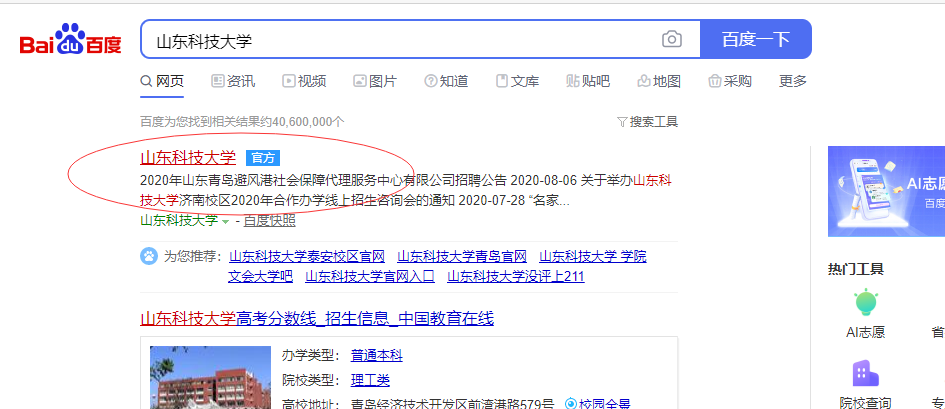 Bai du 百度
山东科技大学
百度一下
网页 资讯 视频 图片 知道 文库 贴吧 地图 采购 更多
百度为您找到相关结果约40,600,000个
搜索工具
山东科技大学 官方
2020年山东青岛避风港社会保障代理服务中心有限公司招聘公告 2020-08-06 关于举办山东科
技大学济南校区2020年合作办学线上招生咨询会的通知 2020-07-28 “名家...
山东科技大学 - 百度快照
为您推荐: 山东科技大学泰安校区官网 山东科技大学青岛官网 山东科技大学 学院
文会大学吧 山东科技大学官网入口 山东科技大学没评上211
山东科技大学高考分数线_招生信息_中国教育在线
办学类型: 普通本科
院校类型: 理工类
高校地址: 青岛经济技术开发区前湾港路579号 校园全景
AI志愿
百度
热门工具
AI志愿
院校查询